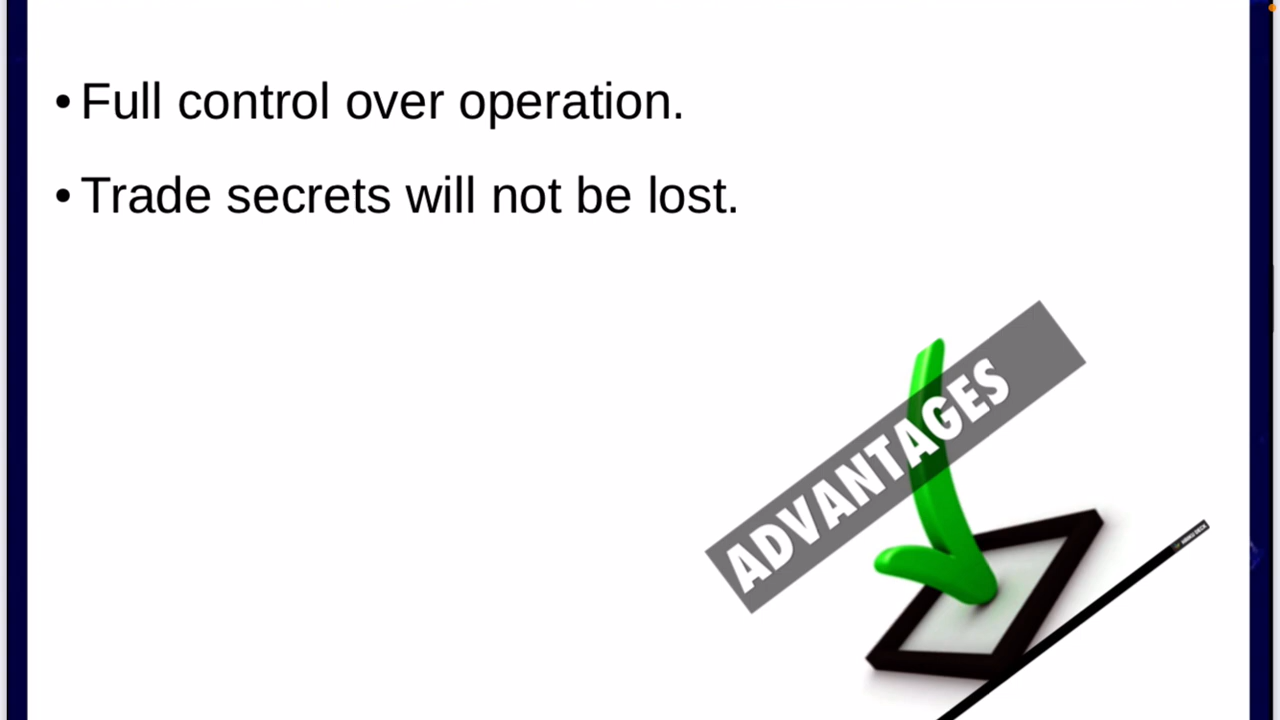 • Full control over operation.
• Trade secrets will not be lost.
ADVANTAGES